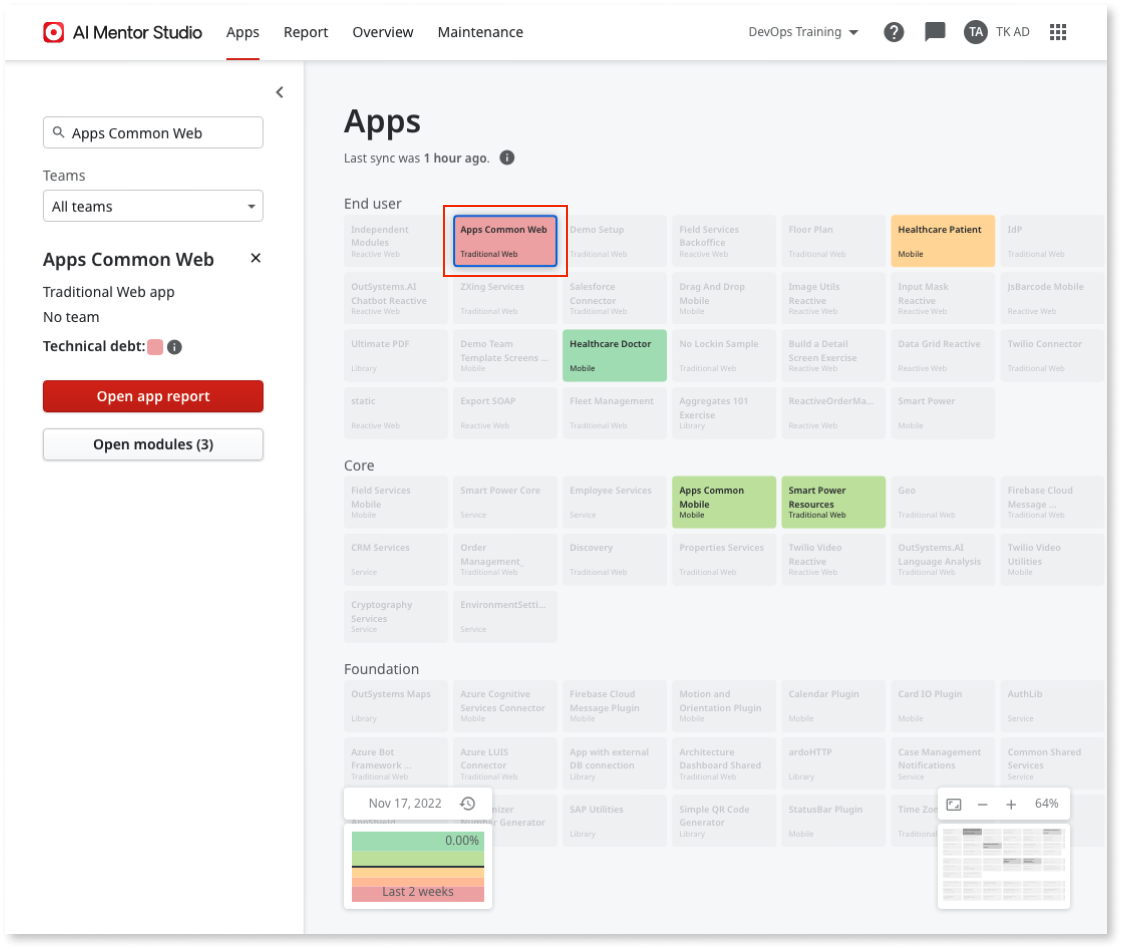 AI Mentor Studio
Apps
Report
Overview
Maintenance
DevOps Training
?
TA
TK AD
Apps Common Web
Teams
All teams
Apps Common Web
Traditional Web app
No team
Technical debt:
Open app report
Open modules (3)
Apps
Last sync was 1 hour ago.
End user
Independent
Modules
Reactive Web
Apps Common Web
Traditional Web
Demo Setup
Traditional Web
Field Services
Backoffice
Reactive Web
Floor Plan
Traditional Web
Healthcare Patient
Mobile
IdP
Traditional Web
OutSystems.AI
Chatbot Reactive
Reactive Web
ZXing Services
Traditional Web
Salesforce
Connector
Traditional Web
Drag And Drop
Mobile
Mobile
Image Utils
Reactive
Reactive Web
Input Mask
Reactive
Reactive Web
JsBarcode Mobile
Reactive Web
Ultimate PDF
Library
Demo Team
Template Screens ...
Mobile
Healthcare Doctor
Mobile
No Lockin Sample
Traditional Web
Build a Detail
Screen Exercise
Reactive Web
Data Grid Reactive
Reactive Web
Twilio Connector
Traditional Web
static
Reactive Web
Export SOAP
Reactive Web
Fleet Management
Traditional Web
Aggregates 101
Exercise
Library
ReactiveOrderMa...
Reactive Web
Smart Power
Mobile
Core
Field Services
Mobile
Mobile
Smart Power Core
Service
Employee Services
Service
Apps Common
Mobile
Mobile
Smart Power
Resources
Traditional Web
Geo
Traditional Web
Firebase Cloud
Message ...
Traditional Web
CRM Services
Service
Order
Management_
Traditional Web
Discovery
Traditional Web
Properties Services
Traditional Web
Twilio Video
Reactive
Reactive Web
OutSystems.AI
Language Analysis
Traditional Web
Twilio Video
Utilities
Mobile
Cryptography
Services
Service
EnvironmentSetti...
Service
Foundation
OutSystems Maps
Library
Azure Cognitive
Services Connector
Mobile
Firebase Cloud
Message Plugin
Mobile
Motion and
Orientation Plugin
Mobile
Calendar Plugin
Mobile
Card IO Plugin
Mobile
AuthLib
Service
Azure Bot
Framework ...
Traditional Web
Azure LUIS
Connector
Traditional Web
App with external
DB connection
Library
Architecture
Dashboard Shared
Traditional Web
ardoHTTP
Library
Case Management
Notifications
Service
Common Shared
Services
Service
AppShield
mizer
Number Generator
SAP Utilities
Library
Simple QR Code
Generator
Library
StatusBar Plugin
Mobile
Time Zo
Traditional
Nov 17, 2022
0.00%
Last 2 weeks
64%